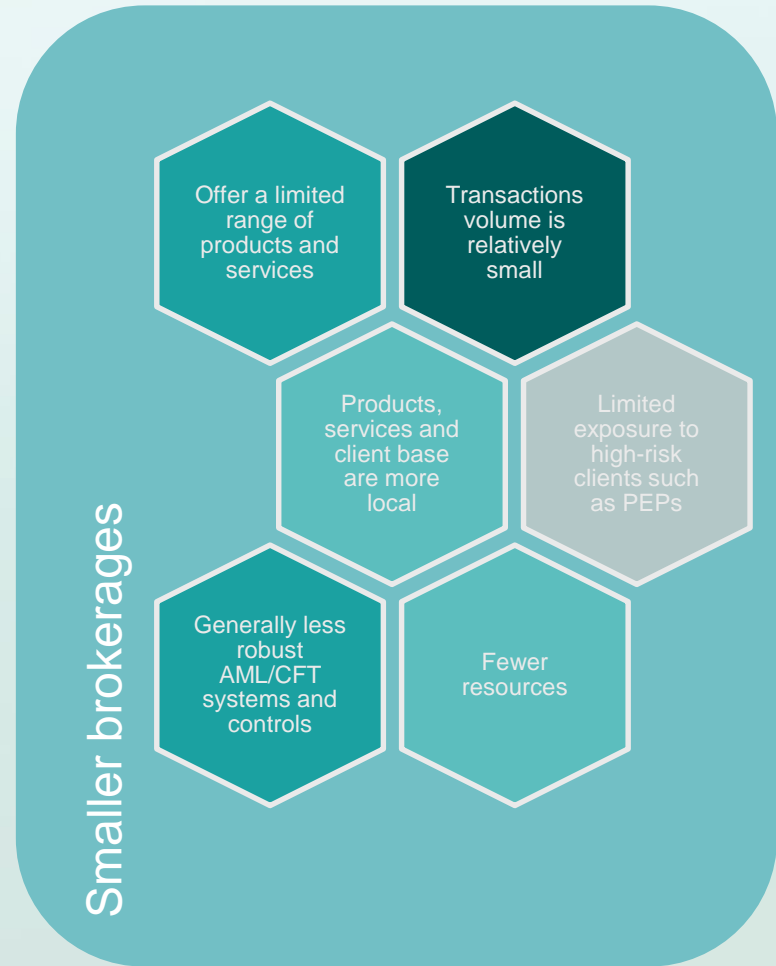 Smaller brokerages
Offer a limited
range of
products and
services
Transactions
volume is
relatively
small
Products,
services and
client base
are more
local
Limited
exposure to
high-risk
clients such
as PEPs
Generally less
robust
AML/CFT
systems and
controls
Fewer
resources